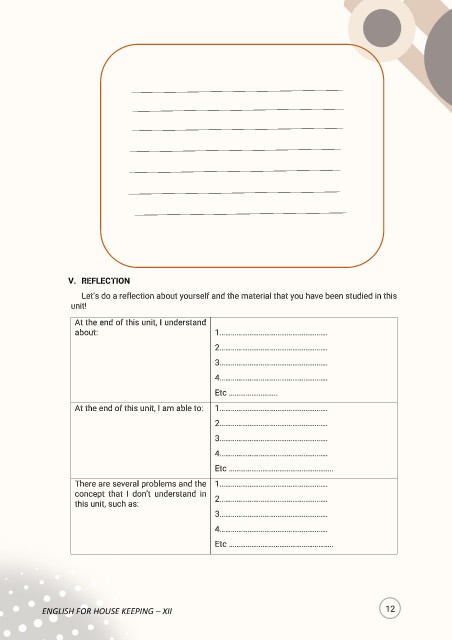 V. REFLECTION
Let's do a reflection about yourself and the material that you have been studied in this
unit!
At the end of this unit, I understand
about:
1.......................................................
2.......................................................
3.......................................................
4.......................................................
Etc .........................
At the end of this unit, I am able to:
1.......................................................
2.......................................................
3.......................................................
4.......................................................
Etc .....................................................
There are several problems and the
concept that I don't understand in
this unit, such as:
1.......................................................
2.......................................................
3.......................................................
4.......................................................
Etc .....................................................
ENGLISH FOR HOUSE KEEPING – XII
12